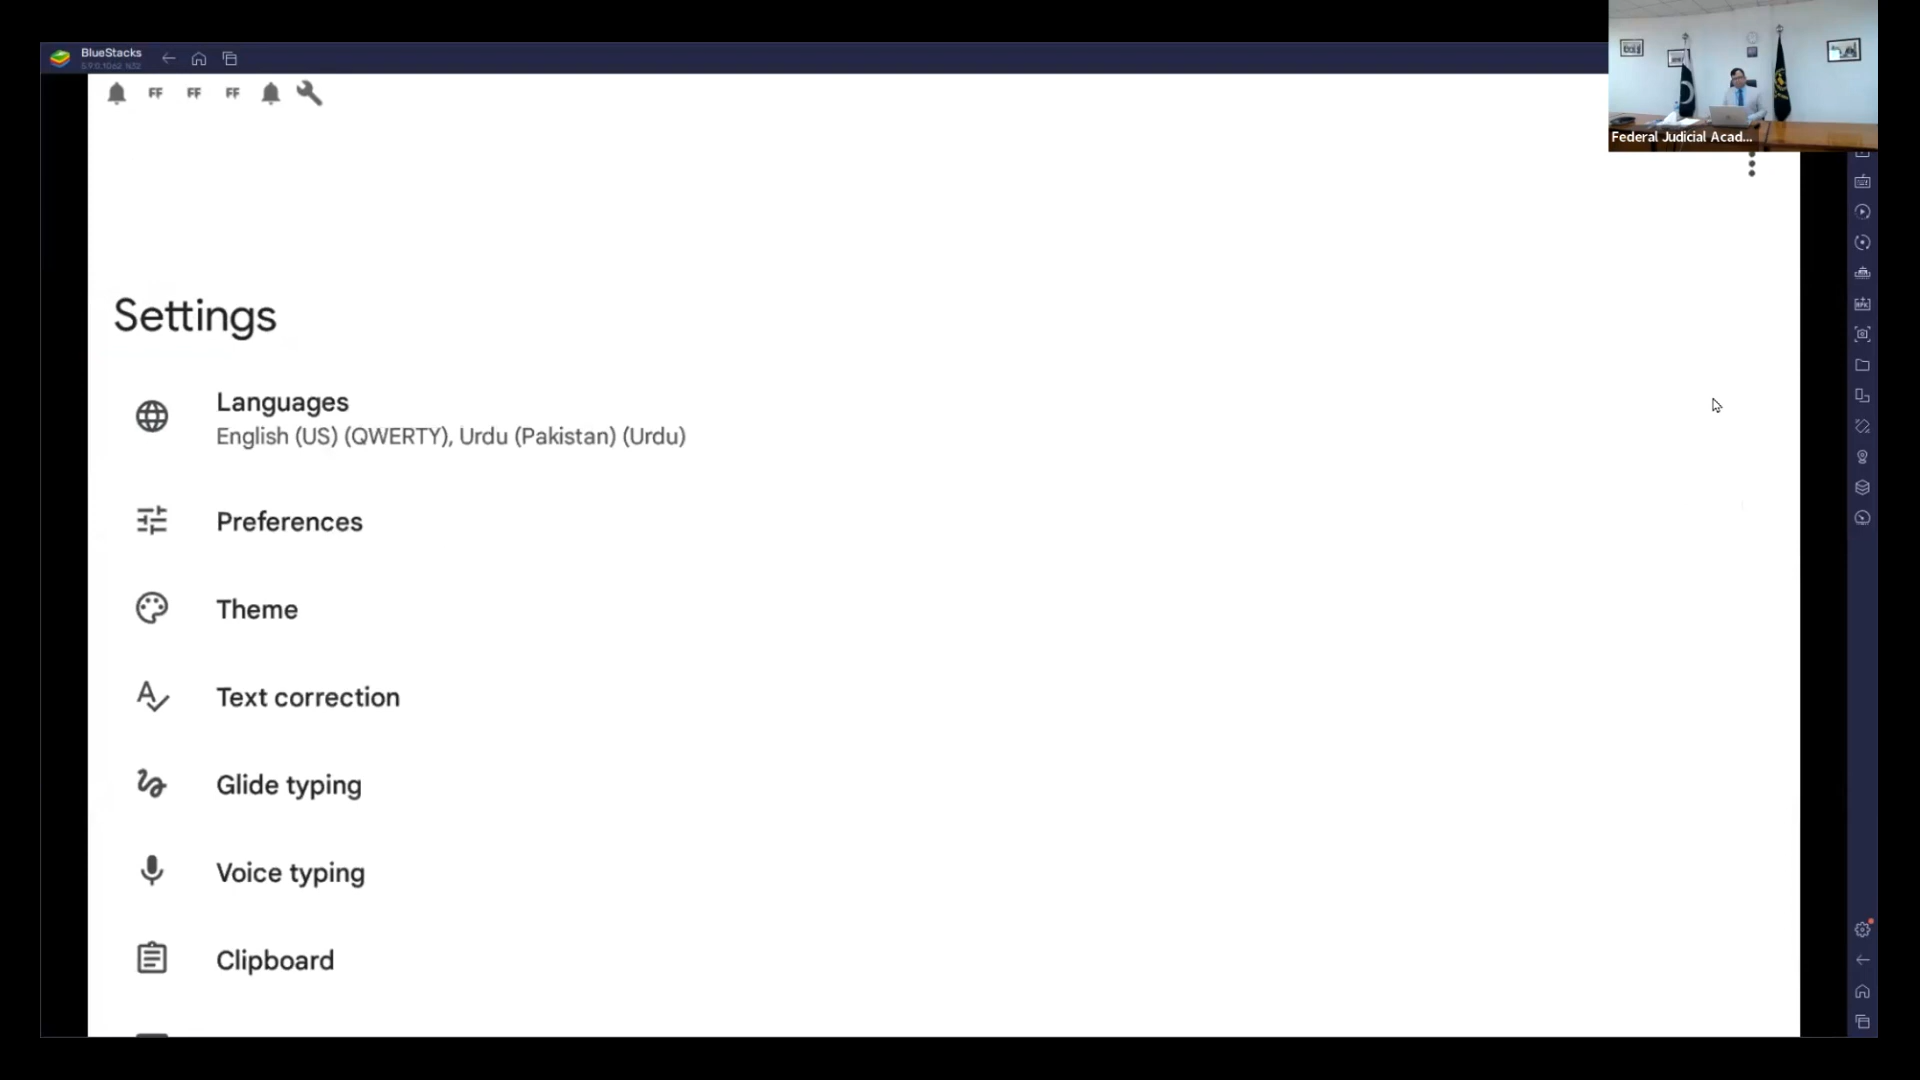 BlueStacks
FF FF FF
Federal Judicial Acad...
Settings
Languages
English (US) (QWERTY), Urdu (Pakistan) (Urdu)
Preferences
Theme
Text correction
Glide typing
Voice typing
Clipboard